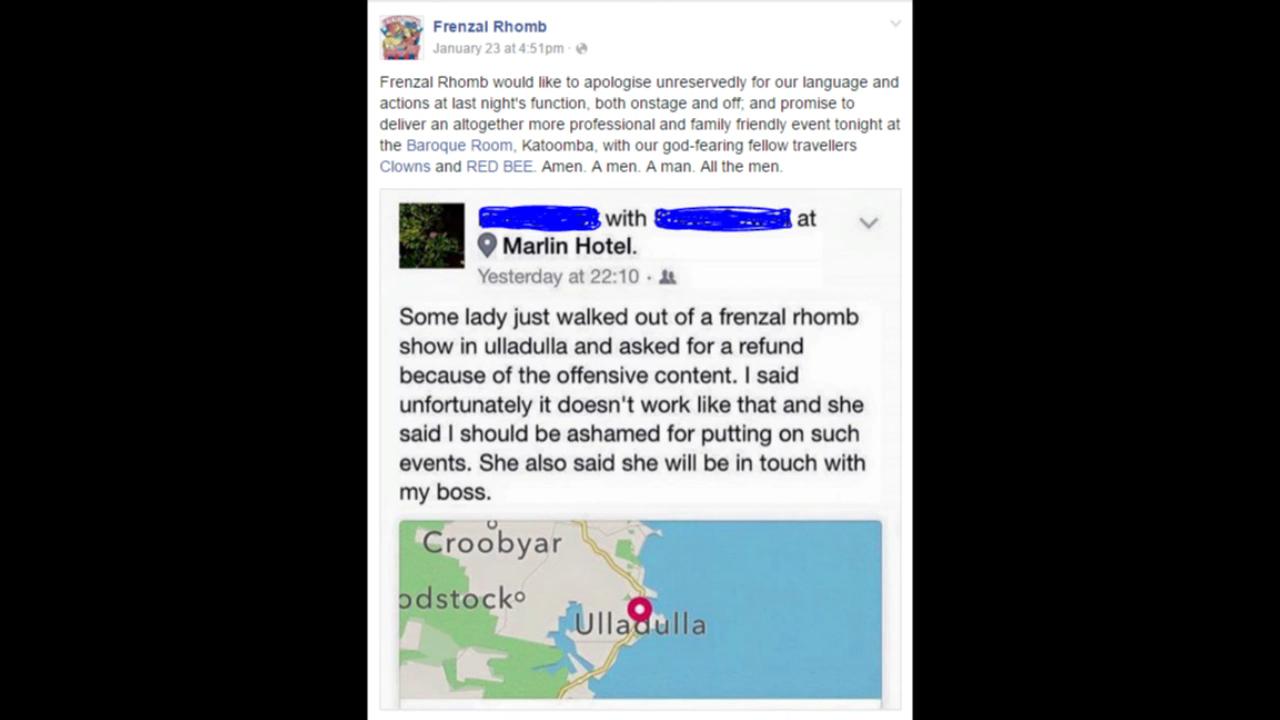 Frenzal Rhomb
January 23 at 4:51pm ·
Frenzal Rhomb would like to apologise unreservedly for our language and
actions at last night's function, both onstage and off; and promise to
deliver an altogether more professional and family friendly event tonight at
the Baroque Room, Katoomba, with our god-fearing fellow travellers
Clowns and RED BEE. Amen. A men. A man. All the men.
with at
Marlin Hotel.
Yesterday at 22:10 ·
Some lady just walked out of a frenzal rhomb
show in ulladulla and asked for a refund
because of the offensive content. I said
unfortunately it doesn't work like that and she
said I should be ashamed for putting on such
events. She also said she will be in touch with
my boss.
Croobyar
odstock
Ulladulla